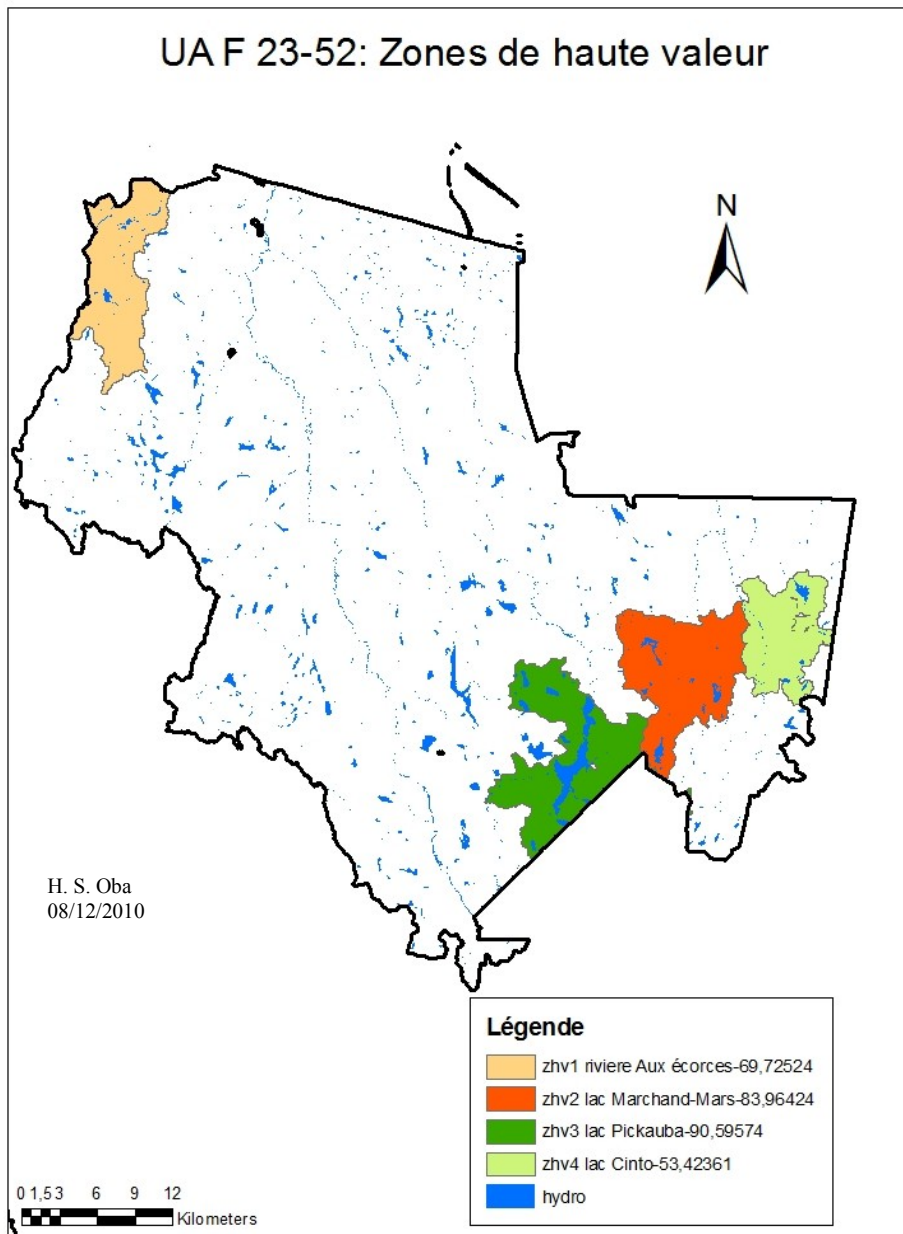 UA F 23-52: Zones de haute valeur
N
H. S. Oba
08/12/2010
Légende
zhv1 riviere Aux écorces-69,72524
zhv2 lac Marchand-Mars-83,96424
zhv3 lac Pickauba-90,59574
zhv4 lac Cinto-53,42361
hydro
0 1,5 3 6 9 12
Kilometers